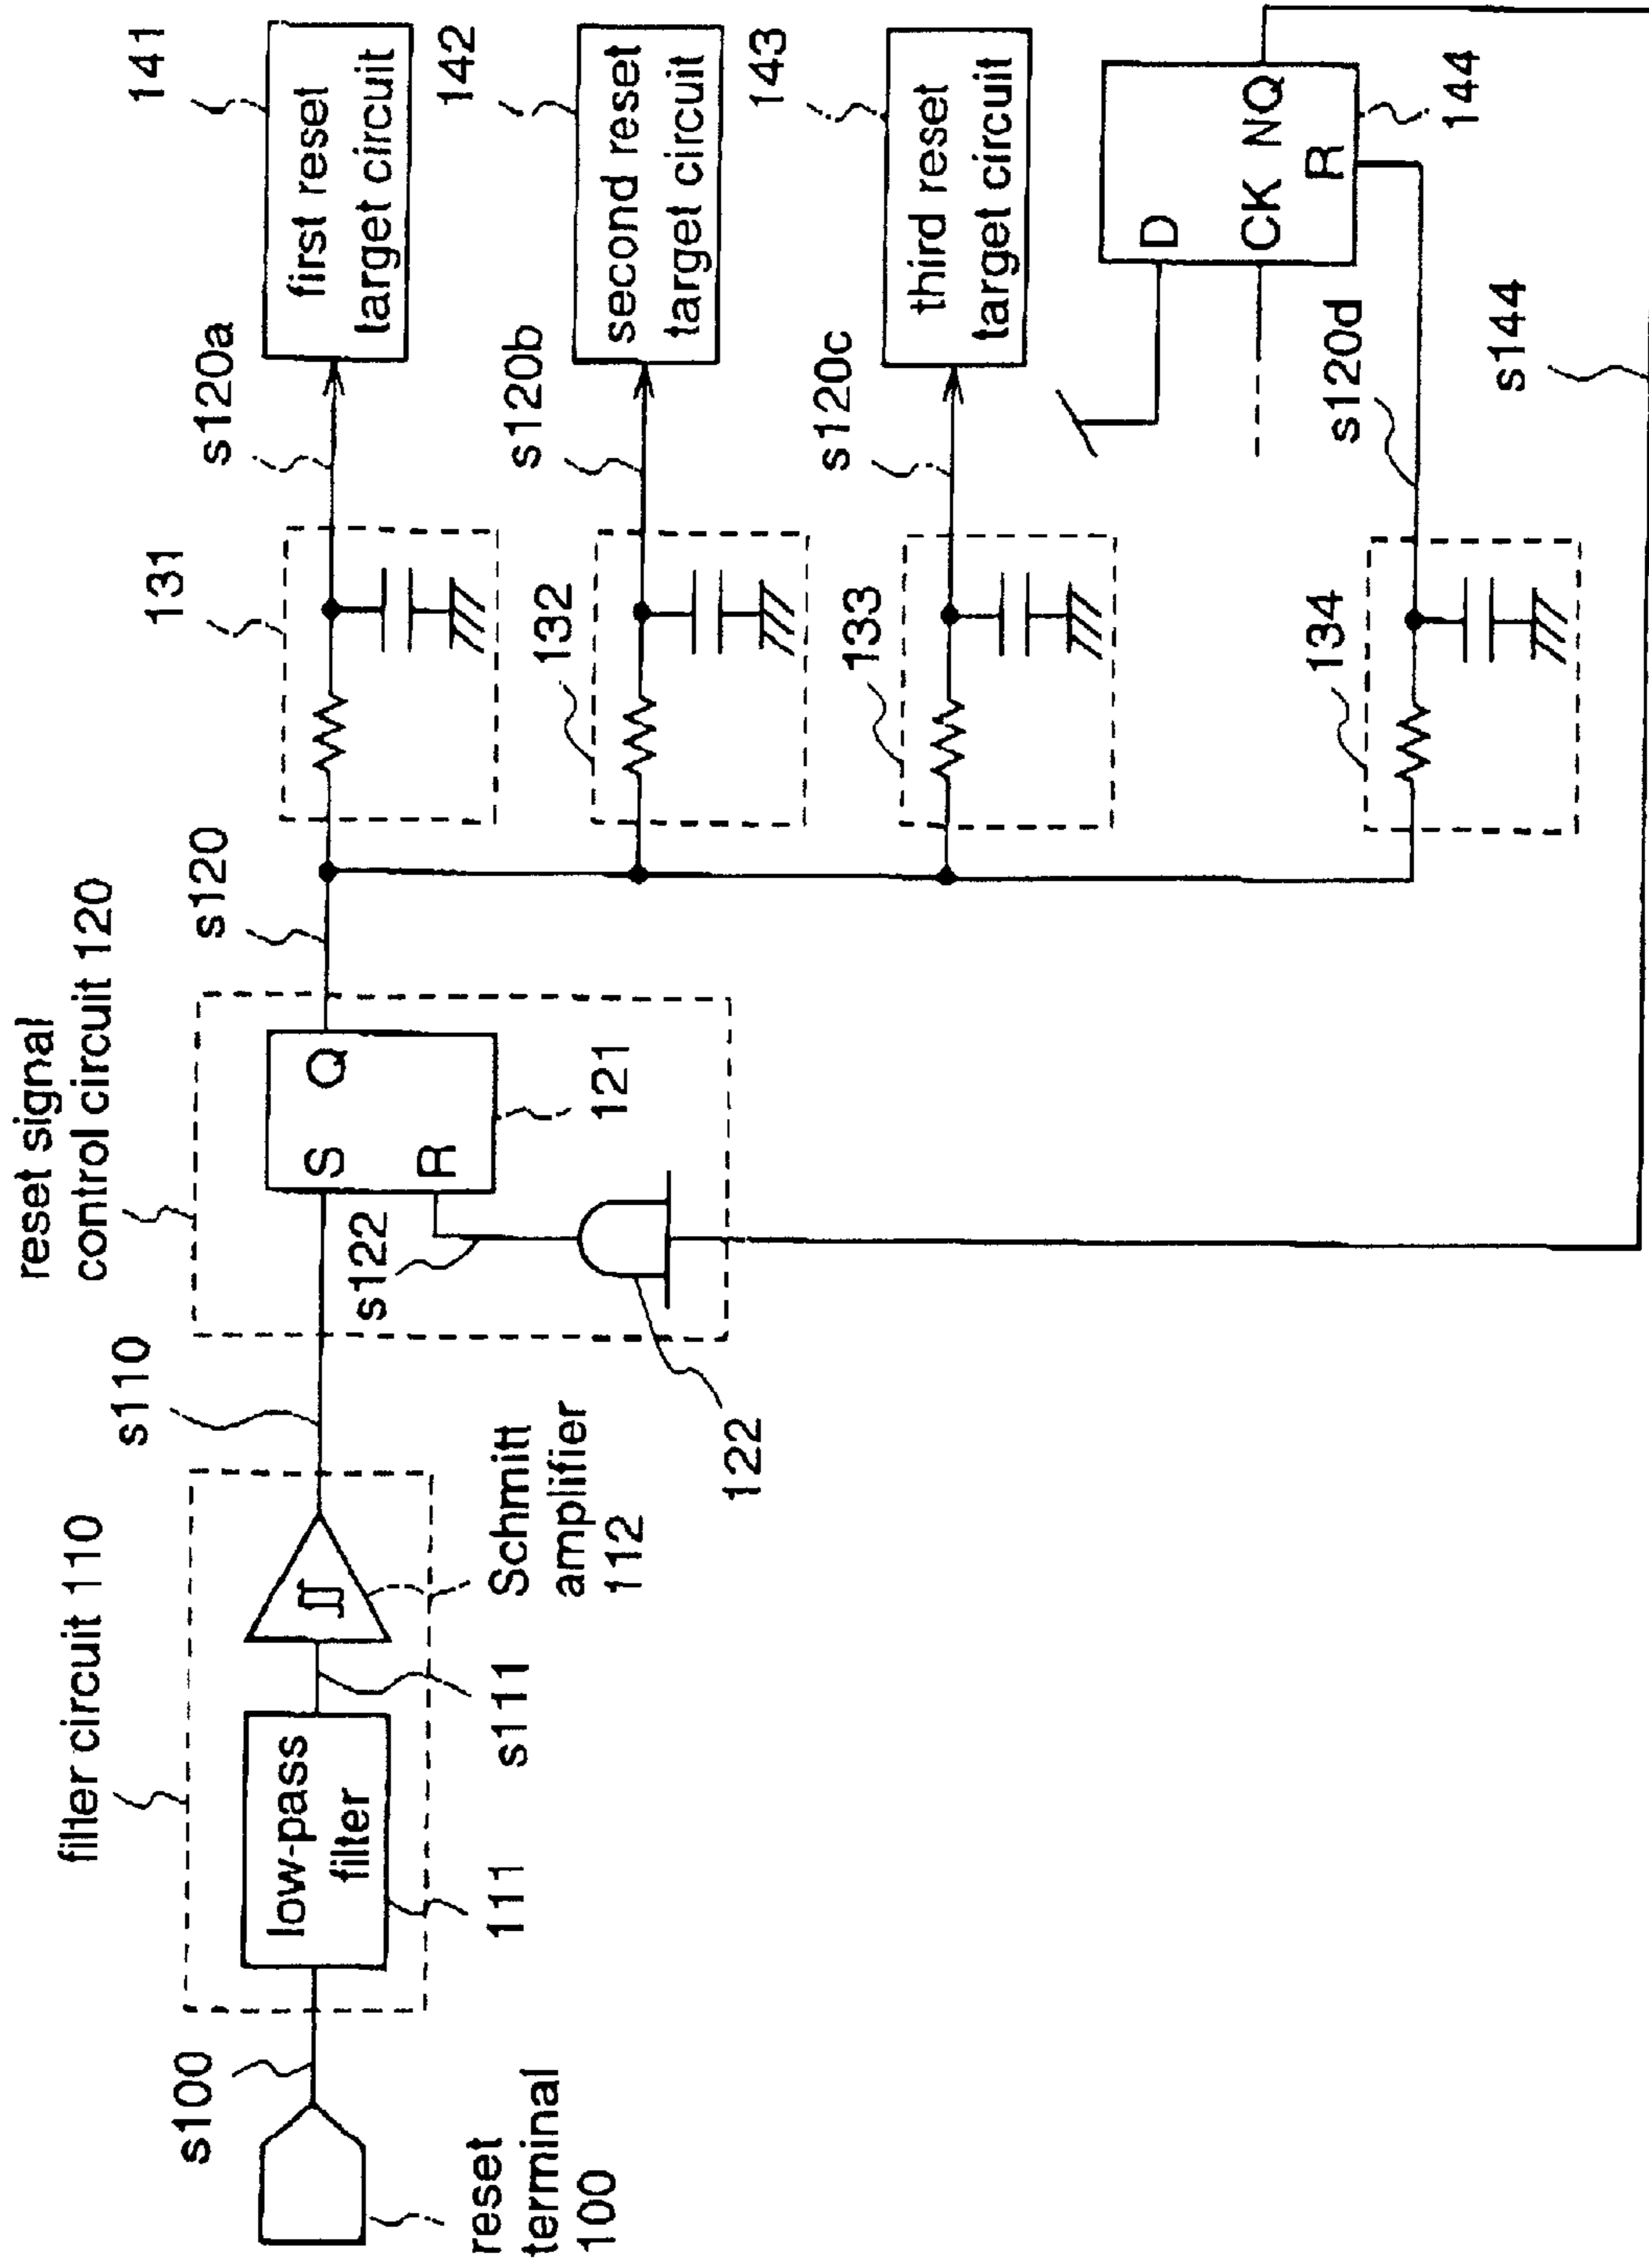 reset
terminal
100
s100
filter circuit 110
low-pass
filter
111
s111
Schmitt
amplifier
112
s110
reset signal
control circuit 120
S
Q
R
121
s122
122
s120
131
132
133
134
s120a
s120b
s120c
s120d
first reset
target circuit
141
second reset
target circuit
142
third reset
target circuit
143
D
CK
NQ
R
144
s144